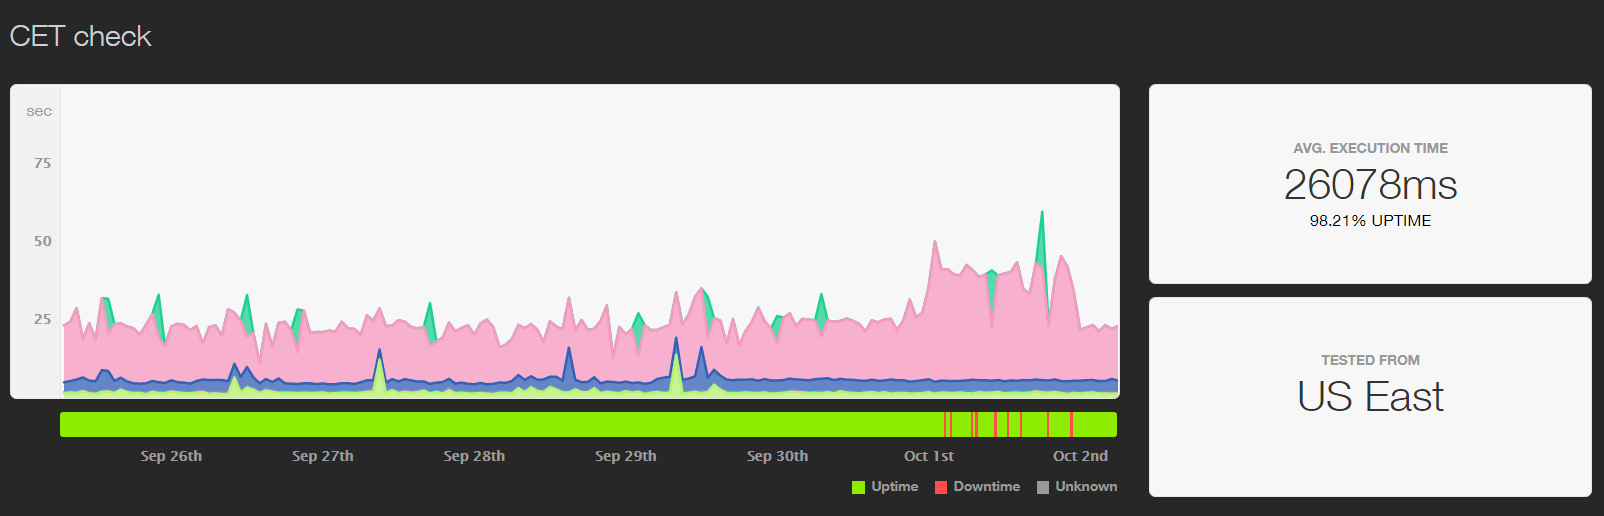 CET check
sec
75
50
25
Sep 26th Sep 27th Sep 28th Sep 29th Sep 30th Oct 1st Oct 2nd
Uptime Downtime Unknown
AVG. EXECUTION TIME
26078ms
98.21% UPTIME
TESTED FROM
US East